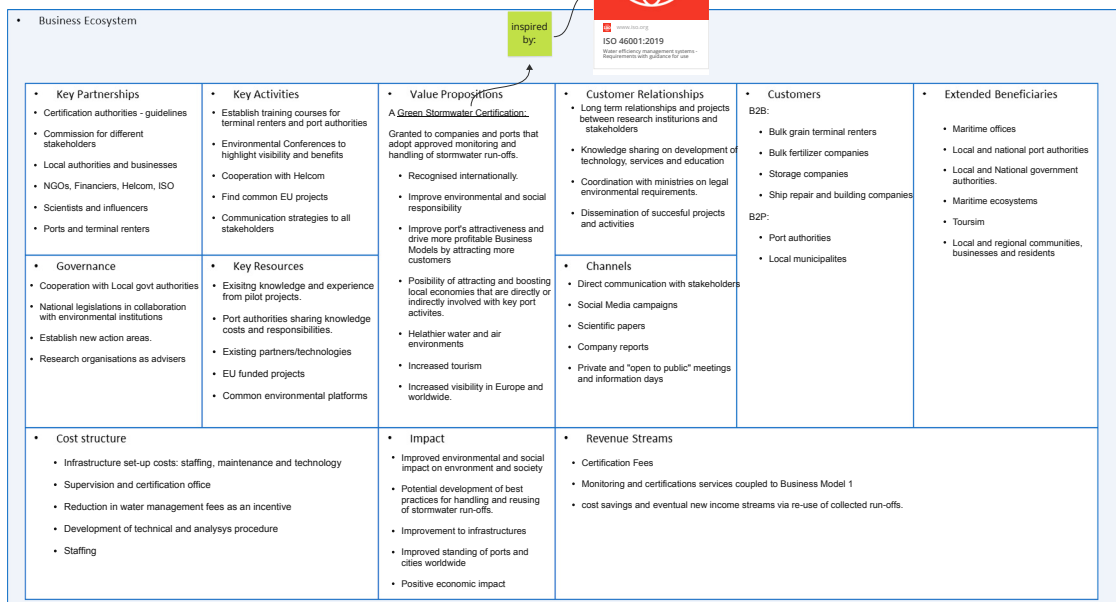 Business Ecosystem
inspired
by:
www.iso.org
ISO 46001:2019
Water efficiency management systems -
Requirements with guidance for use
Key Partnerships
Certification authorities - guidelines
Commission for different
stakeholders
Local authorities and businesses
NGOs, Financiers, Helcom, ISO
Scientists and influencers
Ports and terminal renters
Key Activities
Establish training courses for
terminal renters and port authorities
Environmental Conferences to
highlight visibility and benefits
Cooperation with Helcom
Find common EU projects
Communication strategies to all
stakeholders
Value Propositions
A Green Stormwater Certification:
Granted to companies and ports that
adopt approved monitoring and
handling of stormwater run-offs.
Recognised internationally.
Improve environmental and social
responsibility
Improve port's attractiveness and
drive more profitable Business
Models by attracting more
customers
Posibility of attracting and boosting
local economies that are directly or
indirectly involved with key port
activites.
Helathier water and air
environments
Increased tourism
Increased visibility in Europe and
worldwide.
Customer Relationships
Long term relationships and projects
between research institurions and
stakeholders
Knowledge sharing on development of
technology, services and education
Coordination with ministries on legal
environmental requirements.
Dissemination of succesful projects
and activities
Customers
B2B:
Bulk grain terminal renters
Bulk fertilizer companies
Storage companies
Ship repair and building companies
B2P:
Port authorities
Local municipalites
Extended Beneficiaries
Maritime offices
Local and national port authorities
Local and National government
authorities.
Maritime ecosystems
Toursim
Local and regional communities,
businesses and residents
Governance
Cooperation with Local govt authorities
National legislations in collaboration
with environmental institutions
Establish new action areas.
Research organisations as advisers
Key Resources
Exisitng knowledge and experience
from pilot projects.
Port authorities sharing knowledge
costs and responsibilities.
Existing partners/technologies
EU funded projects
Common environmental platforms
Channels
Direct communication with stakeholders
Social Media campaigns
Scientific papers
Company reports
Private and "open to public" meetings
and information days
Cost structure
Infrastructure set-up costs: staffing, maintenance and technology
Supervision and certification office
Reduction in water management fees as an incentive
Development of technical and analysys procedure
Staffing
Impact
Improved environmental and social
impact on envronment and society
Potential development of best
practices for handling and reusing
of stormwater run-offs.
Improvement to infrastructures
Improved standing of ports and
cities worldwide
Positive economic impact
Revenue Streams
Certification Fees
Monitoring and certifications services coupled to Business Model 1
cost savings and eventual new income streams via re-use of collected run-offs.